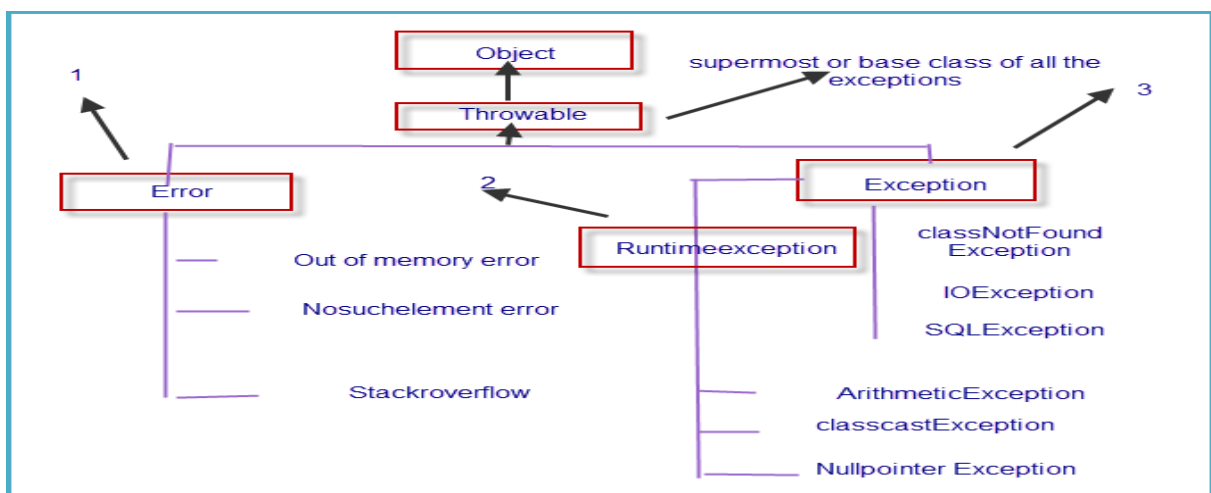 Object
1
supermost or base class of all the
exceptions
3
Throwable
Error
2
Exception
Runtimeexception
classNotFound
Exception
Out of memory error
IOException
Nosuchelement error
SQLException
Stackroverflow
ArithmeticException
classcastException
Nullpointer Exception